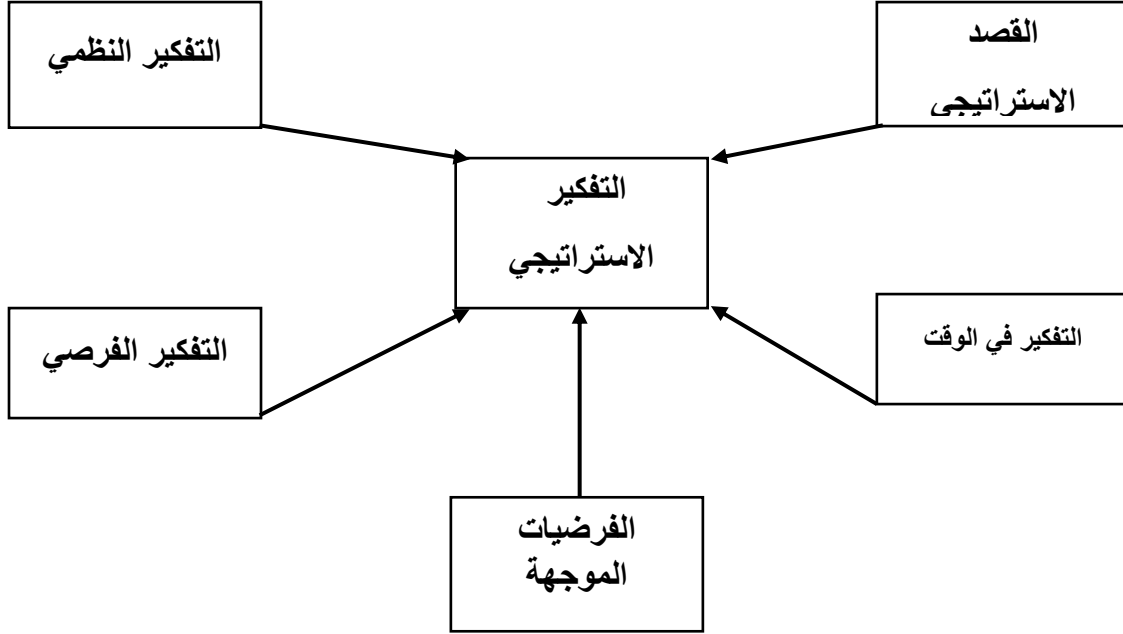 القصد
الاستراتيجي
التفكير النظمي
التفكير
الاستراتيجي
التفكير في الوقت
التفكير الفرصي
الفرضيات
الموجهة